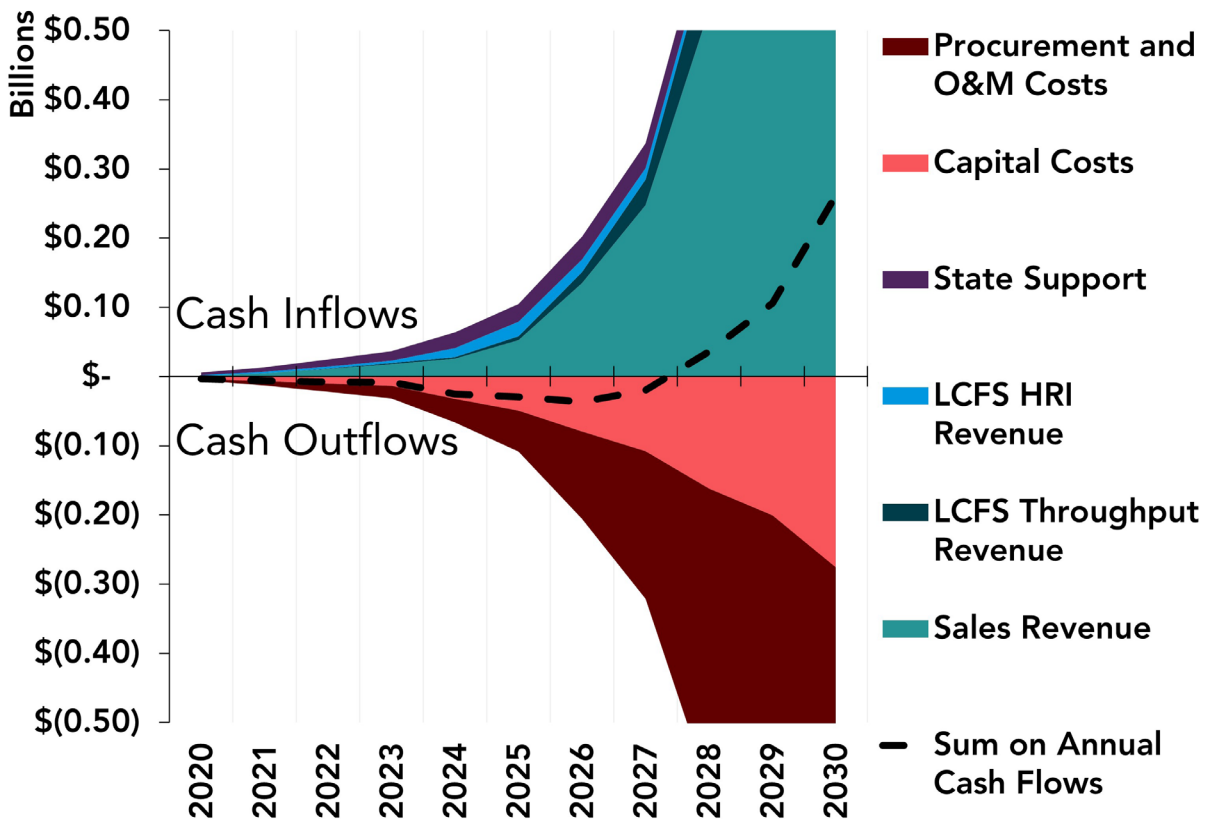 Billions
$0.50
$0.40
$0.30
$0.20
$0.10
$-
$(0.10)
$(0.20)
$(0.30)
$(0.40)
$(0.50)
Cash Inflows
Cash Outflows
2020
2021
2022
2023
2024
2025
2026
2027
2028
2029
2030
Procurement and
O&M Costs
Capital Costs
State Support
LCFS HRI
Revenue
LCFS Throughput
Revenue
Sales Revenue
Sum on Annual
Cash Flows